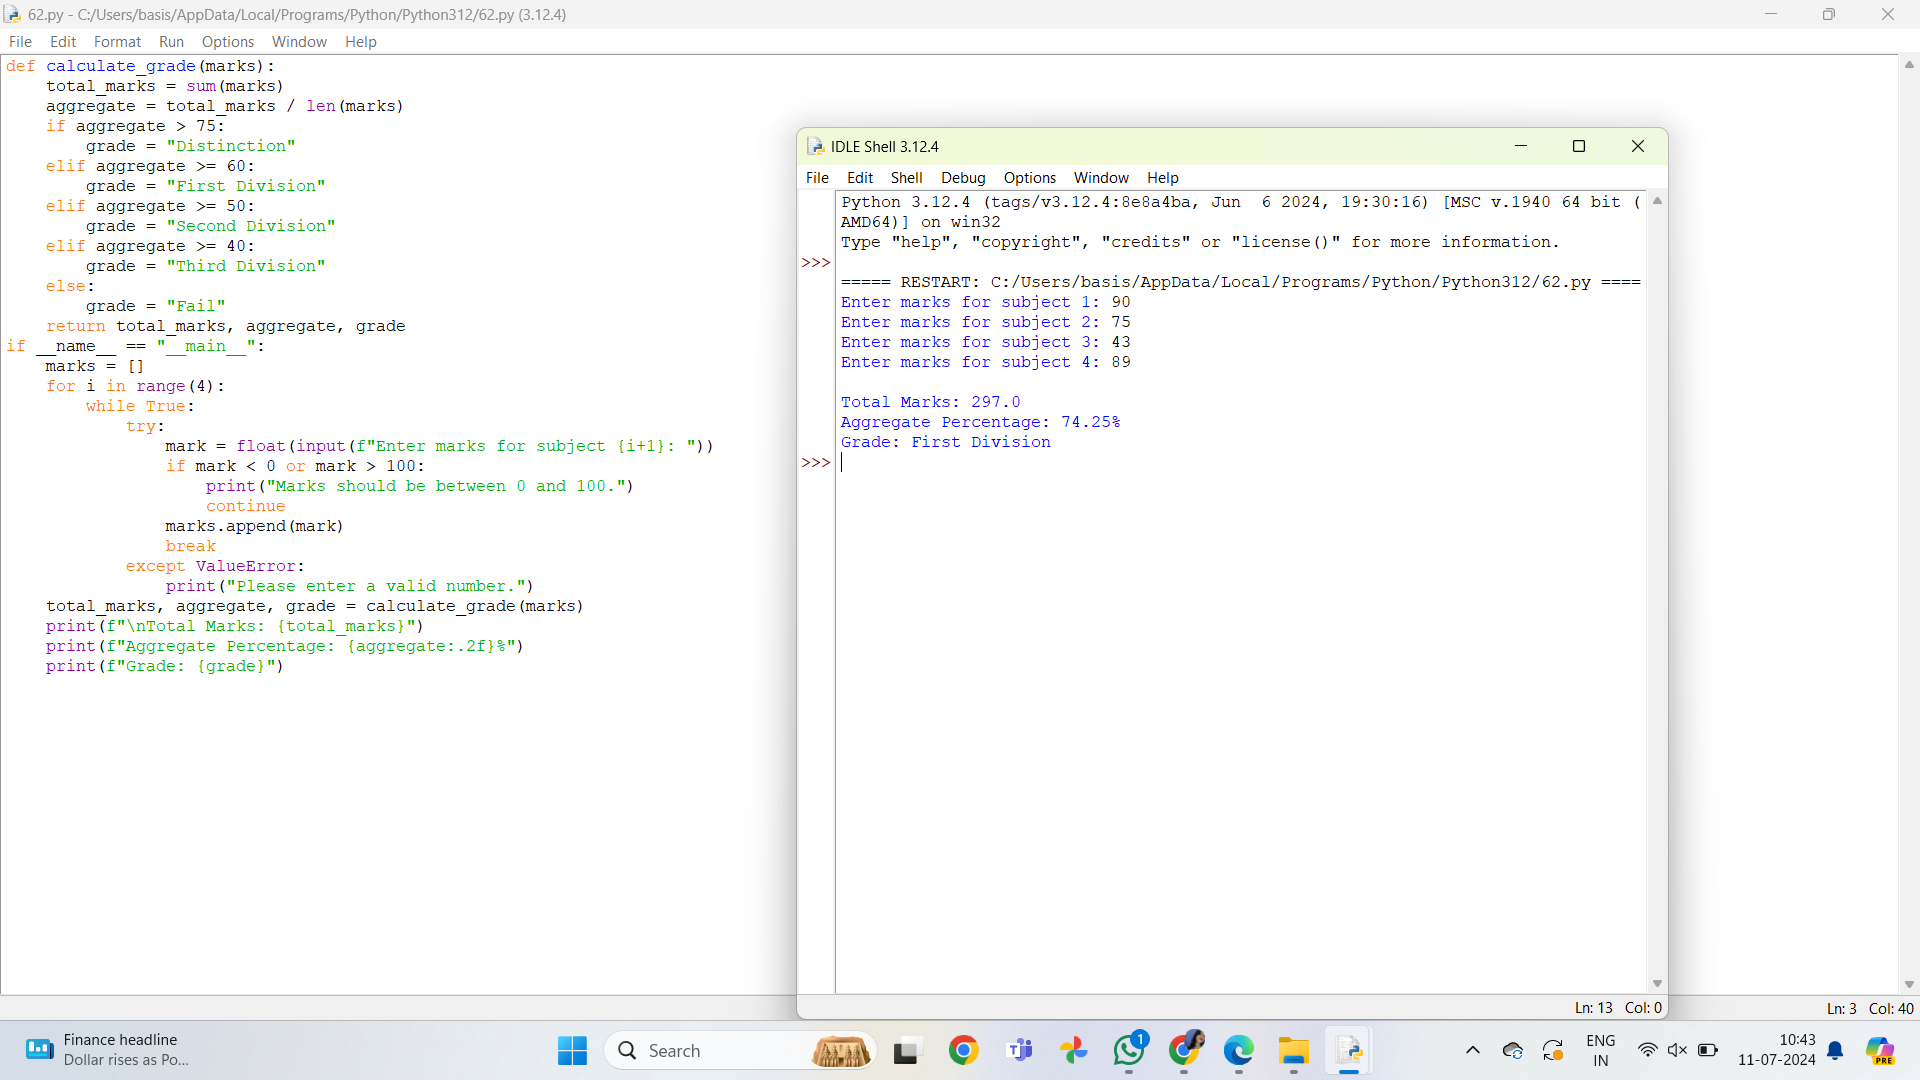 62.py - C:/Users/basis/AppData/Local/Programs/Python/Python312/62.py (3.12.4)
File Edit Format Run Options Window Help
def calculate_grade(marks):
    total_marks = sum(marks)
    aggregate = total_marks / len(marks)
    if aggregate > 75:
        grade = "Distinction"
    elif aggregate >= 60:
        grade = "First Division"
    elif aggregate >= 50:
        grade = "Second Division"
    elif aggregate >= 40:
        grade = "Third Division"
    else:
        grade = "Fail"
    return total_marks, aggregate, grade
if __name__ == "__main__":
    marks = []
    for i in range(4):
        while True:
            try:
                mark = float(input(f"Enter marks for subject {i+1}: "))
                if mark < 0 or mark > 100:
                    print("Marks should be between 0 and 100.")
                    continue
                marks.append(mark)
                break
            except ValueError:
                print("Please enter a valid number.")
    total_marks, aggregate, grade = calculate_grade(marks)
    print(f"\nTotal Marks: {total_marks}")
    print(f"Aggregate Percentage: {aggregate:.2f}%")
    print(f"Grade: {grade}")
IDLE Shell 3.12.4
File Edit Shell Debug Options Window Help
Python 3.12.4 (tags/v3.12.4:8e8a4ba, Jun  6 2024, 19:30:16) [MSC v.1940 64 bit (
AMD64)] on win32
Type "help", "copyright", "credits" or "license()" for more information.
>>>
===== RESTART: C:/Users/basis/AppData/Local/Programs/Python/Python312/62.py ====
Enter marks for subject 1: 90
Enter marks for subject 2: 75
Enter marks for subject 3: 43
Enter marks for subject 4: 89
Total Marks: 297.0
Aggregate Percentage: 74.25%
Grade: First Division
>>>
Ln: 13 Col: 0
Ln: 3 Col: 40
Finance headline
Dollar rises as Po...
Search
1
ENG
IN
10:43
11-07-2024
PRE